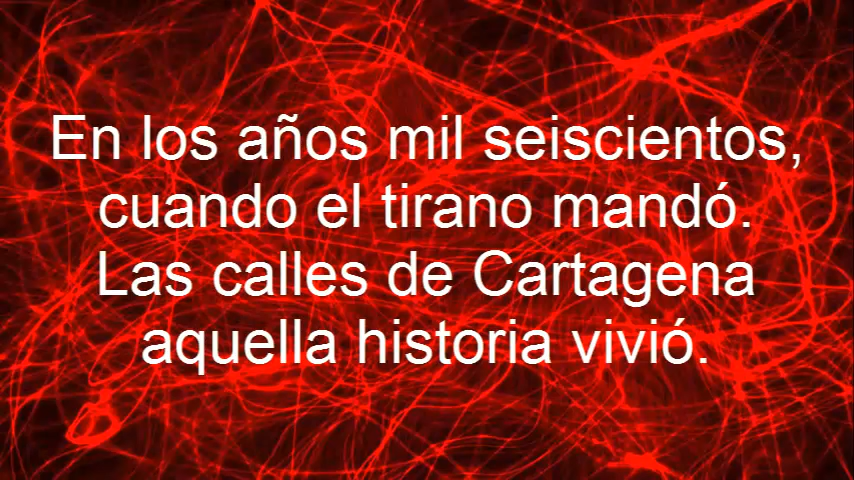 En los años mil seiscientos,
cuando el tirano mandó.
Las calles de Cartagena
aquella historia vivió.